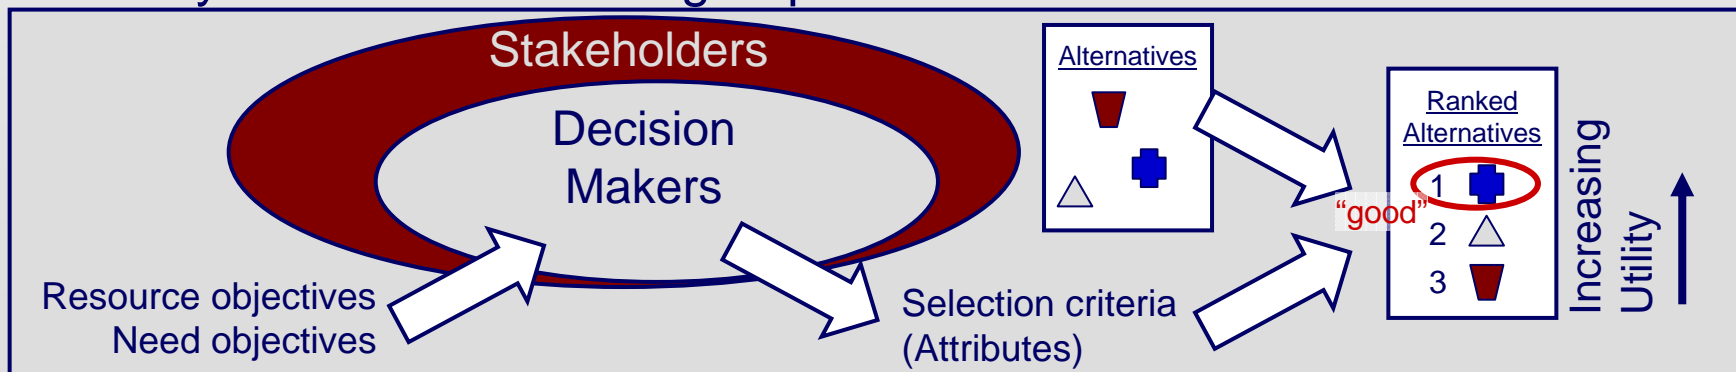 Stakeholders
Decision
Makers
Resource objectives
Need objectives
Selection criteria
(Attributes)
Alternatives
Ranked
Alternatives
“good”
1
2
3
Increasing
Utility